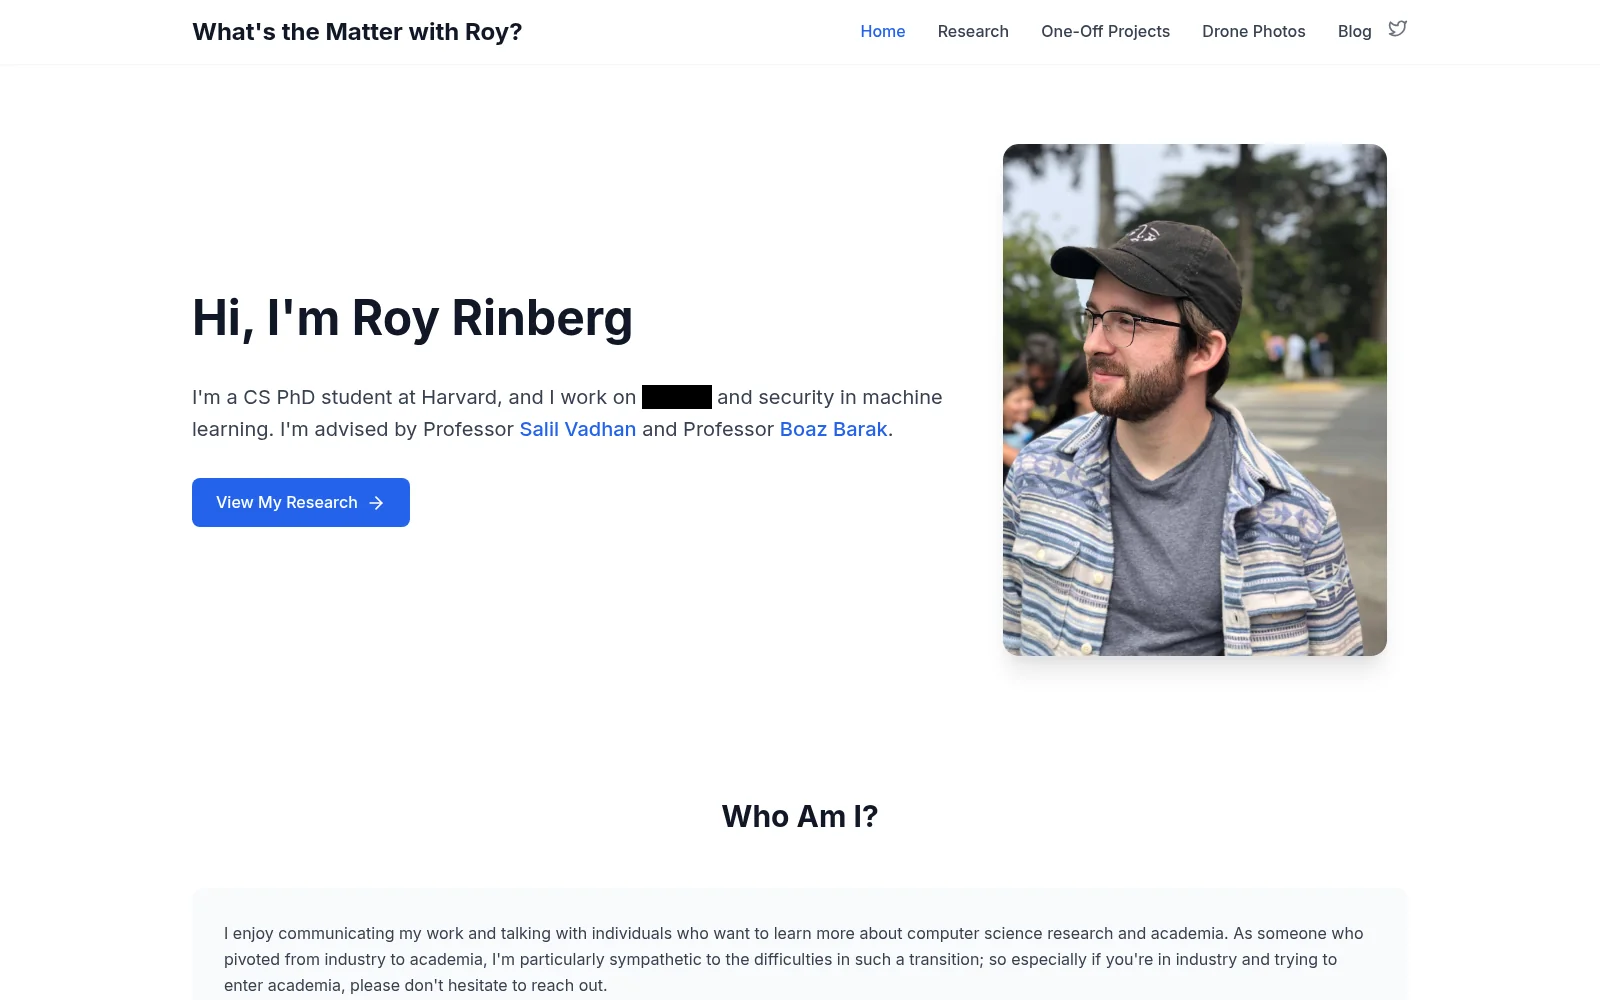 What's the Matter with Roy?
Home Research One-Off Projects Drone Photos Blog
Hi, I'm Roy Rinberg
I'm a CS PhD student at Harvard, and I work on and security in machine
learning. I'm advised by Professor Salil Vadhan and Professor Boaz Barak.
View My Research
Who Am I?
I enjoy communicating my work and talking with individuals who want to learn more about computer science research and academia. As someone who
pivoted from industry to academia, I'm particularly sympathetic to the difficulties in such a transition; so especially if you're in industry and trying to
enter academia, please don't hesitate to reach out.